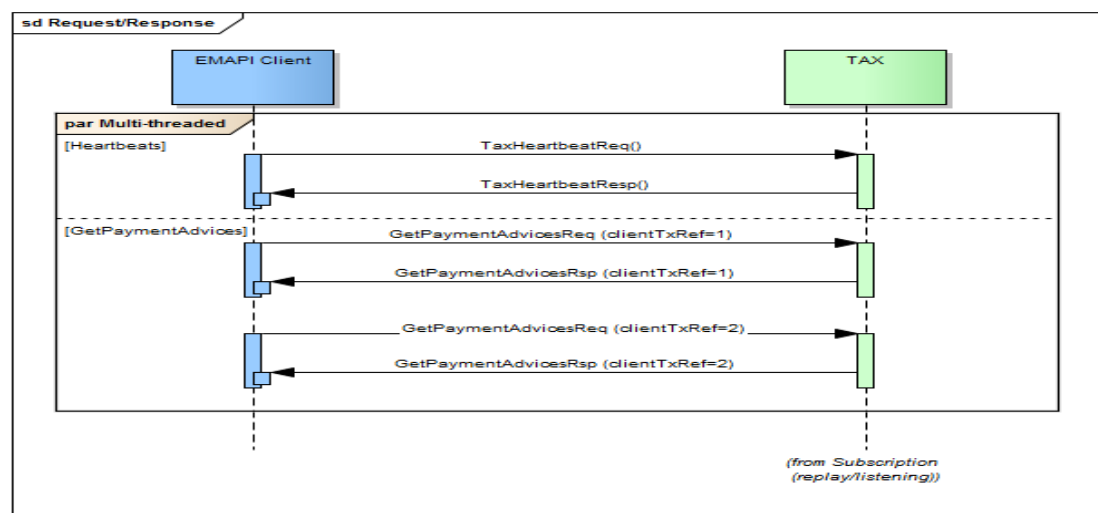 sd Request/Response
EMAPI Client
TAX
par Multi-threaded
[Heartbeats]
TaxHeartbeatReq()
TaxHeartbeatResp()
[GetPaymentAdvices]
GetPaymentAdvicesReq (clientTxRef=1)
GetPaymentAdvicesRsp (clientTxRef=1)
GetPaymentAdvicesReq (clientTxRef=2)
GetPaymentAdvicesRsp (clientTxRef=2)
(from Subscription
(replay/listening))